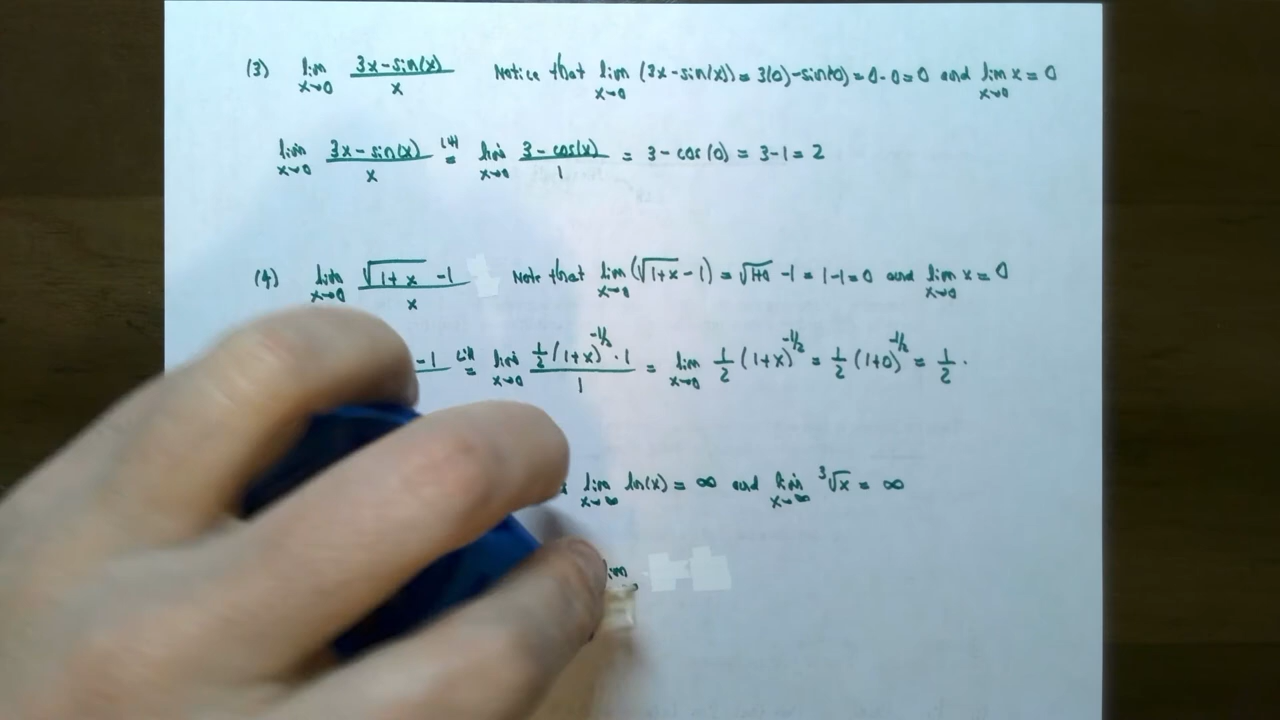 (3) lim x→0 (3x-sin(x))/x Notice that lim x→0 (3x-sin(x)) = 3(0)-sin(0) = 0-0 = 0 and lim x→0 x = 0
lim x→0 (3x-sin(x))/x (LH)= lim x→0 (3-cos(x))/1 = 3-cos(0) = 3-1 = 2
(4) lim x→0 (√(1+x) -1)/x Note that lim x→0 (√(1+x) -1) = √(1+0) -1 = 1-1=0 and lim x→0 x = 0
-1 (LH)= lim x→0 (½(1+x)^(-1/2) · 1)/1 = lim x→0 ½(1+x)^(-1/2) = ½(1+0)^(-1/2) = ½.
lim x→∞ ln(x) = ∞ and lim x→∞ ³√x = ∞
lim